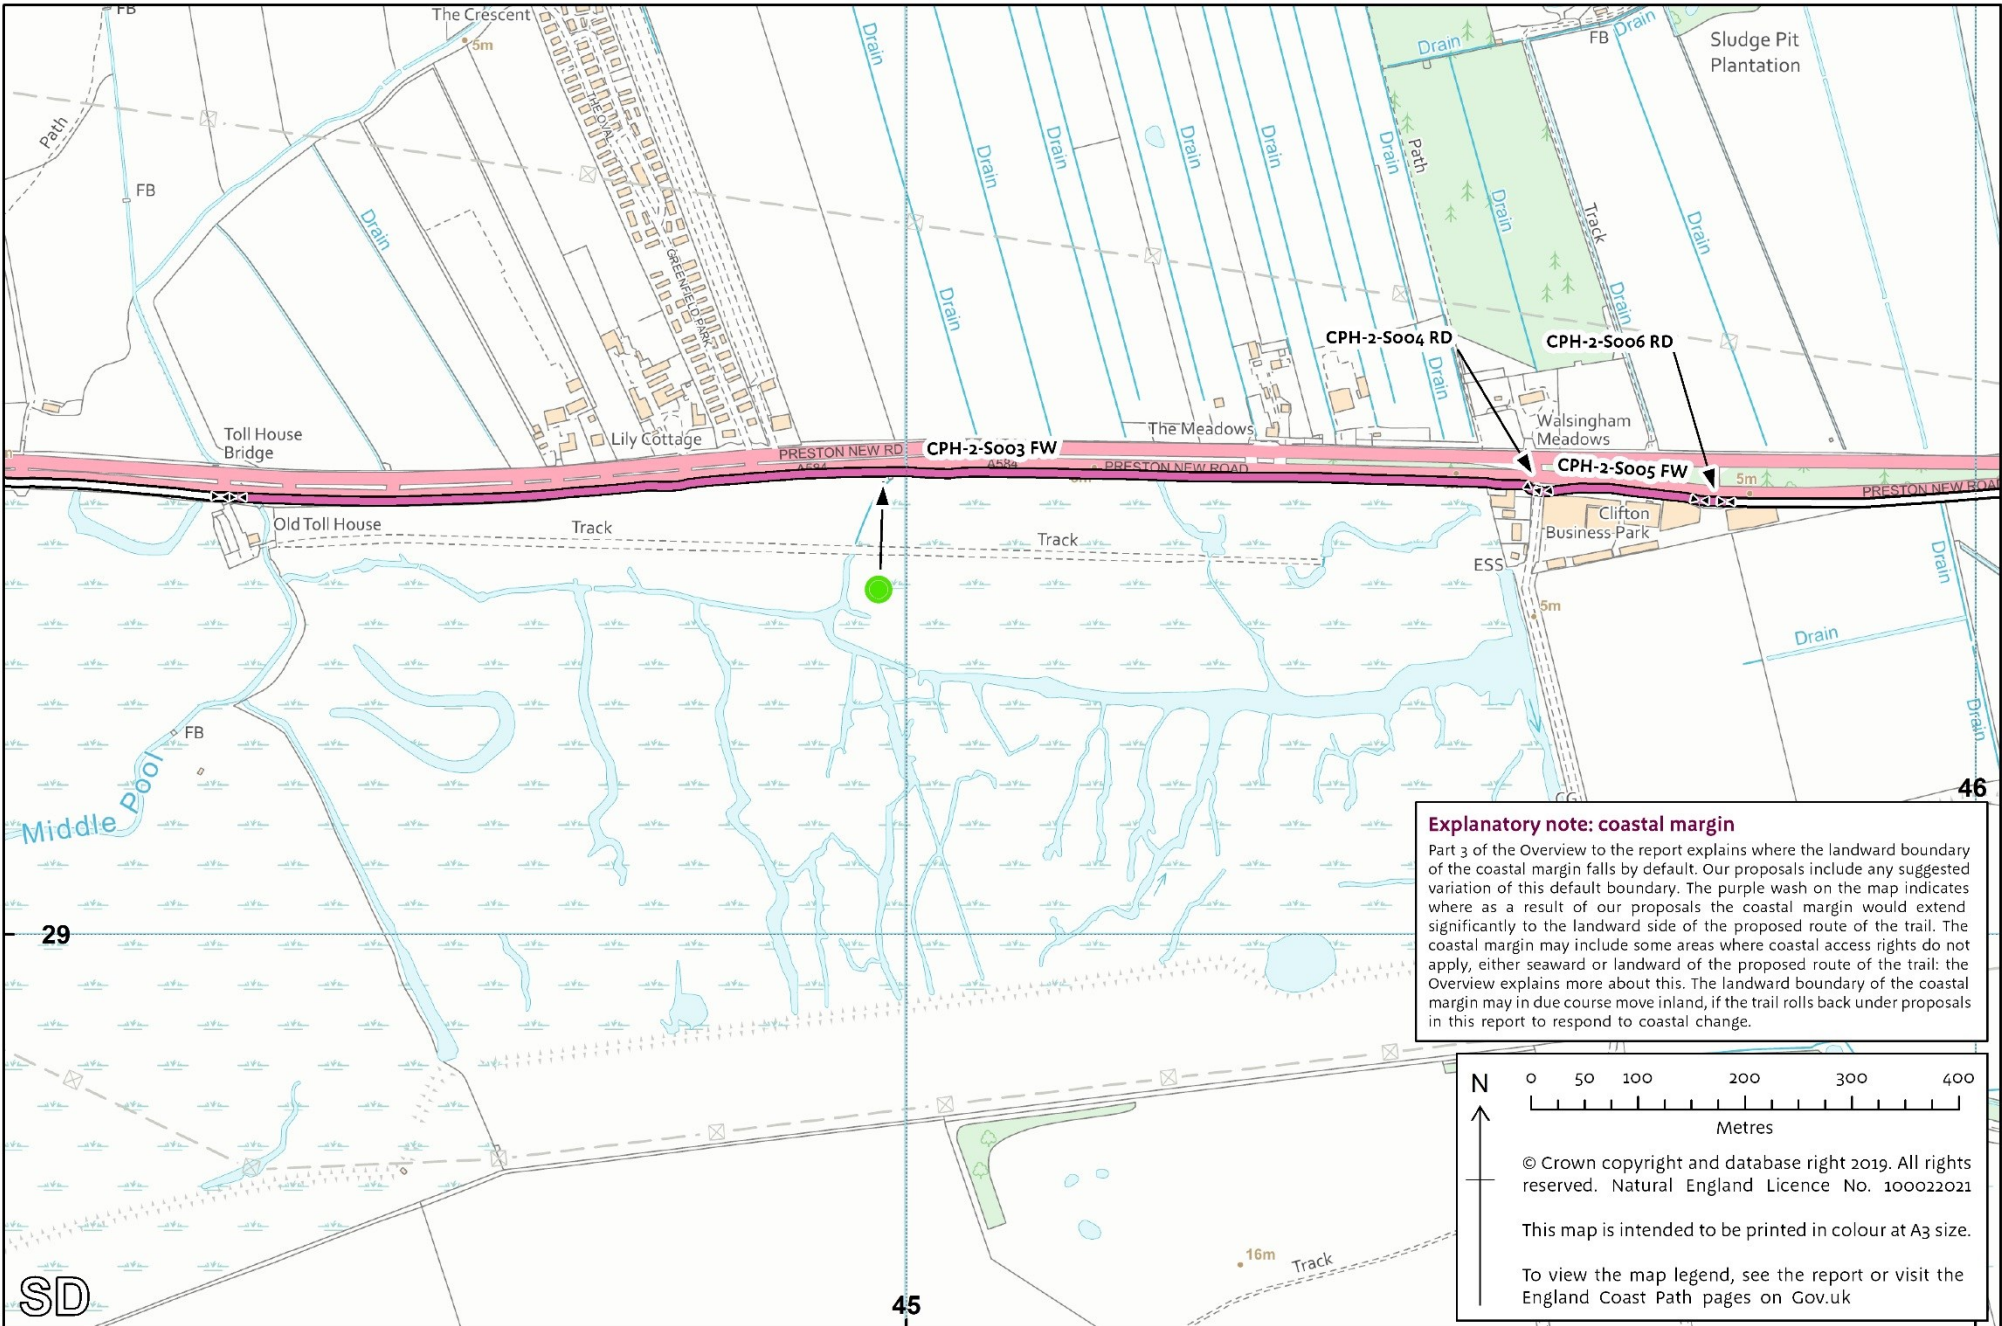 FB
The Crescent
5m
Drain
Drain
FB
Drain
Sludge Pit
Plantation
Path
THE OVAL
Drain
Drain
Drain
Drain
Drain
Path
FB
Drain
Drain
Track
Drain
GREENFIELD PARK
Drain
Drain
CPH-2-S004 RD
CPH-2-S006 RD
Drain
Toll House
Bridge
Lily Cottage
The Meadows
Walsingham
Meadows
PRESTON NEW RD
CPH-2-S003 FW
A584
A584
PRESTON NEW ROAD
CPH-2-S005 FW
5m
PRESTON NEW ROAD
Old Toll House
Track
Track
Clifton
Business Park
ESS
Drain
5m
Drain
FB
Drain
Middle Pool
CG
46
Explanatory note: coastal margin
Part 3 of the Overview to the report explains where the landward boundary
of the coastal margin falls by default. Our proposals include any suggested
variation of this default boundary. The purple wash on the map indicates
where as a result of our proposals the coastal margin would extend
significantly to the landward side of the proposed route of the trail. The
coastal margin may include some areas where coastal access rights do not
apply, either seaward or landward of the proposed route of the trail: the
Overview explains more about this. The landward boundary of the coastal
margin may in due course move inland, if the trail rolls back under proposals
in this report to respond to coastal change.
29
N
0 50 100 200 300 400
Metres
© Crown copyright and database right 2019. All rights
reserved. Natural England Licence No. 100022021
This map is intended to be printed in colour at A3 size.
To view the map legend, see the report or visit the
England Coast Path pages on Gov.uk
16m
Track
SD
45